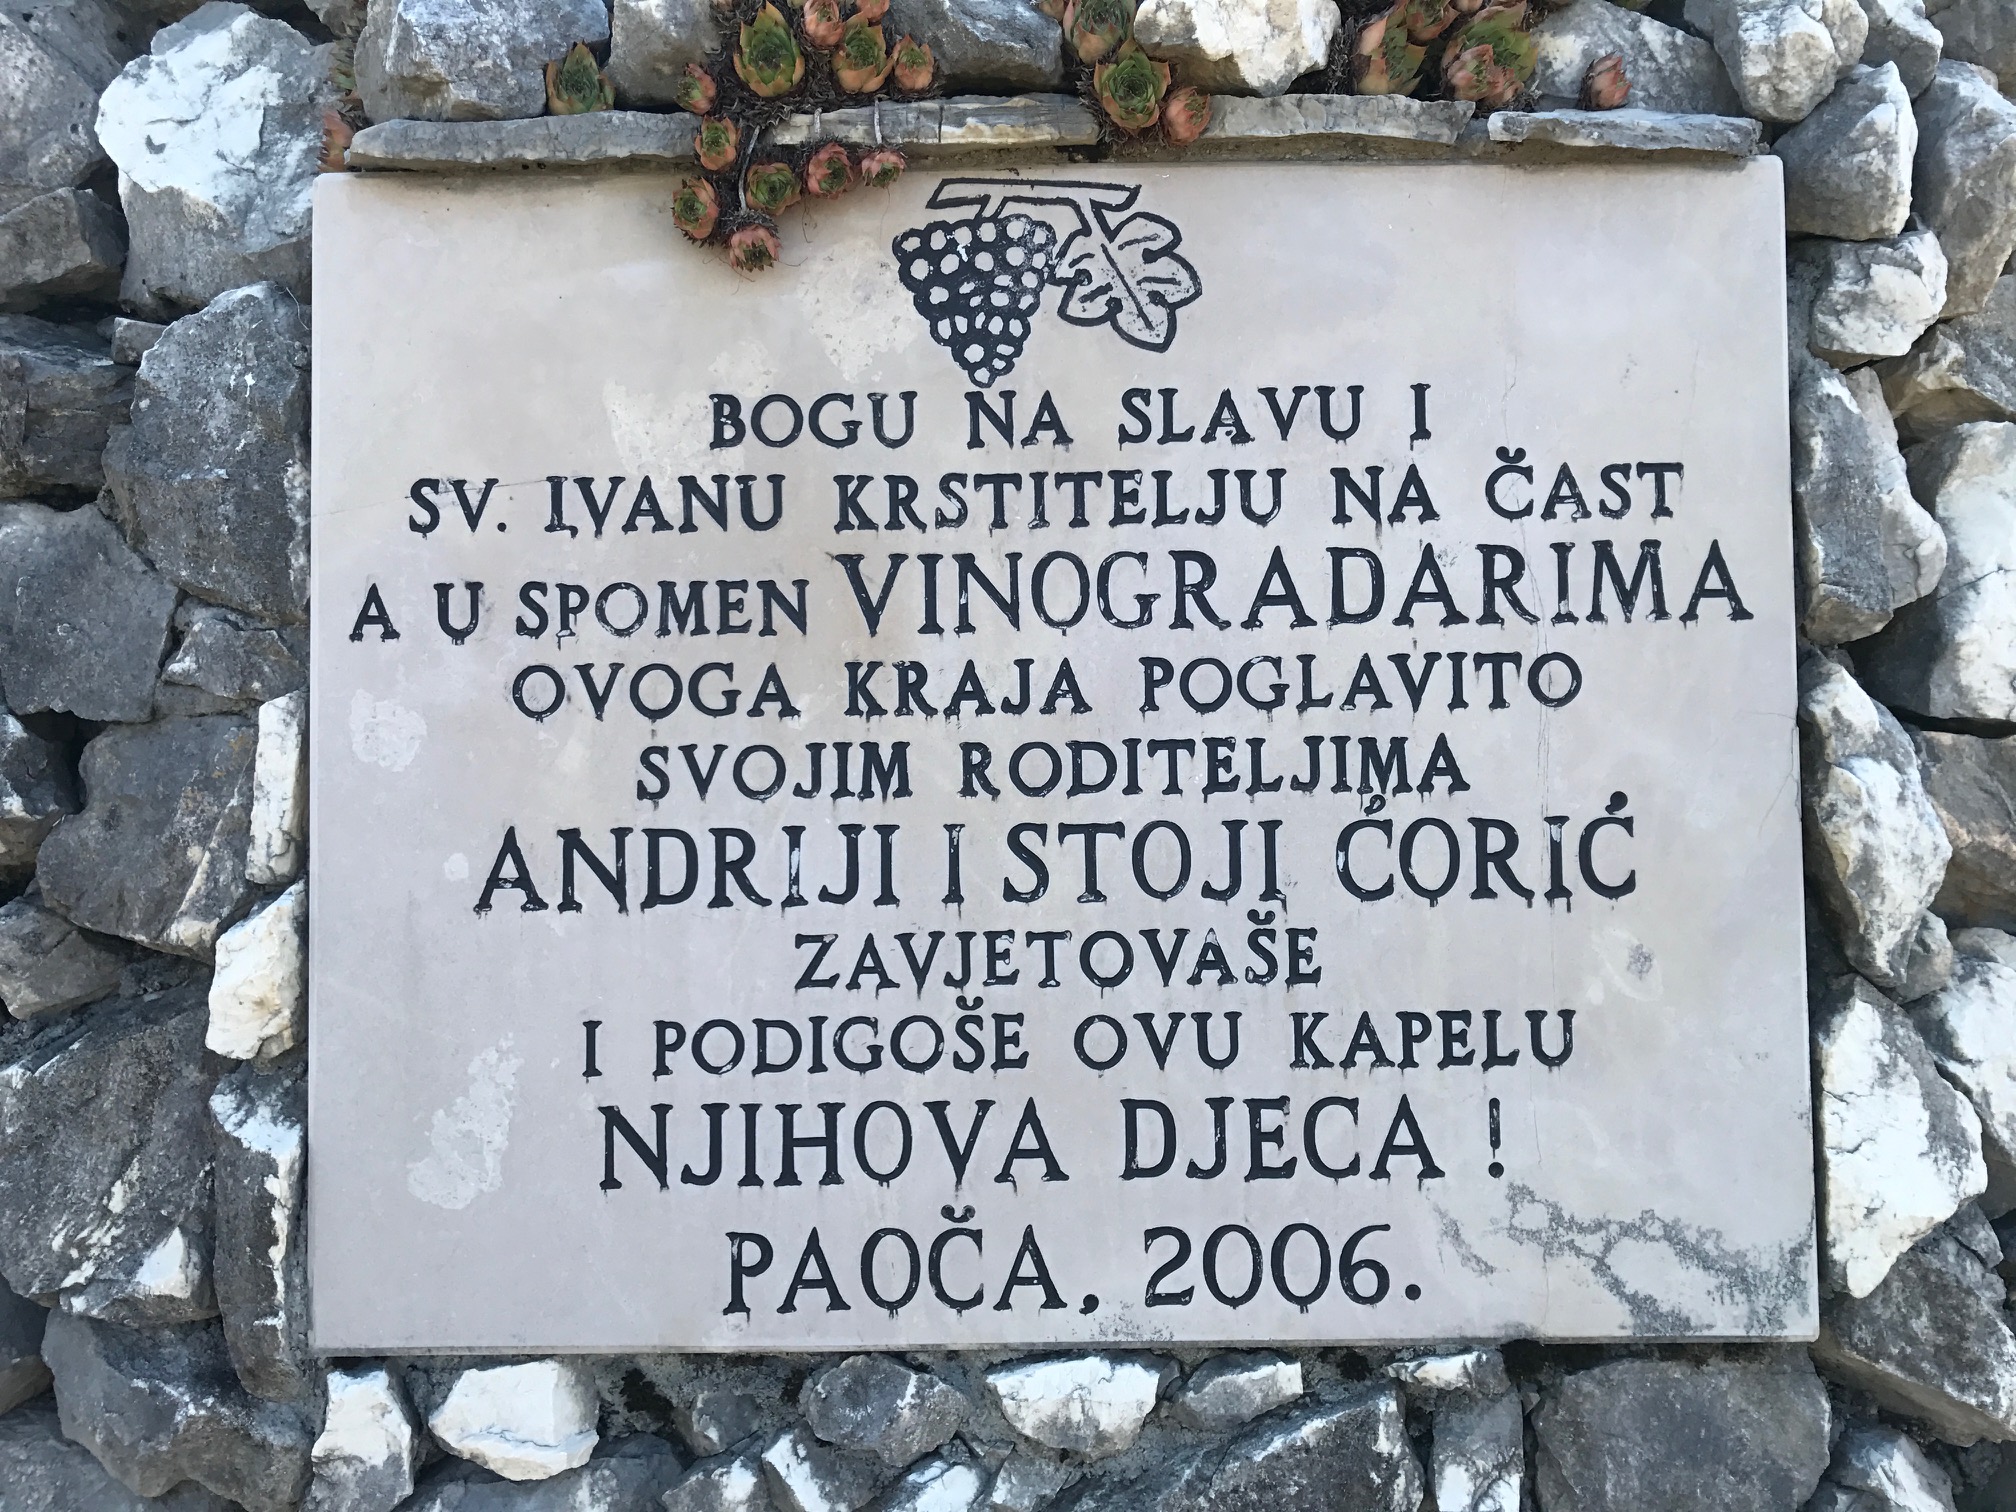 BOGU NA SLAVU I
SV. IVANU KRSTITELJU NA ČAST
A U SPOMEN VINOGRADARIMA
OVOGA KRAJA POGLAVITO
SVOJIM RODITELJIMA
ANDRIJI I STOJI ĆORIĆ
ZAVJETOVAŠE
I PODIGOŠE OVU KAPELU
NJIHOVA DJECA !
PAOČA, 2006.